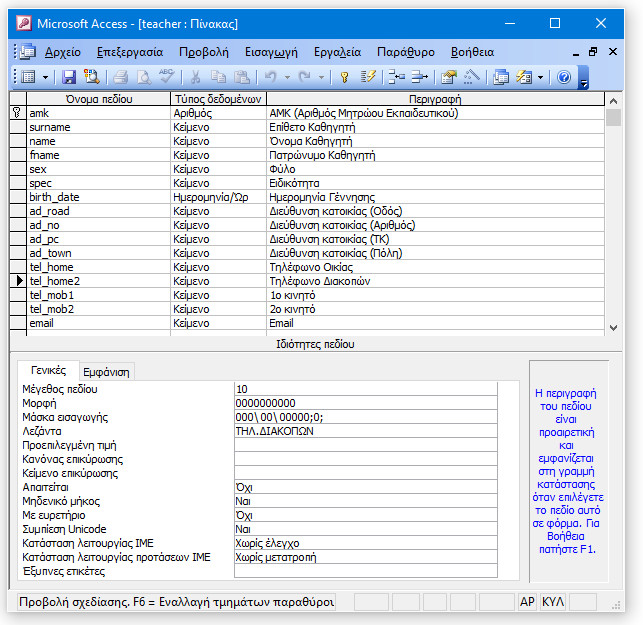 Microsoft Access - [teacher : Πίνακας]
Αρχείο Επεξεργασία Προβολή Εισαγωγή Εργαλεία Παράθυρο Βοήθεια
Όνομα πεδίου Τύπος δεδομένων Περιγραφή
amk Αριθμός ΑΜΚ (Αριθμός Μητρώου Εκπαιδευτικού)
surname Κείμενο Επίθετο Καθηγητή
name Κείμενο Όνομα Καθηγητή
fname Κείμενο Πατρώνυμο Καθηγητή
sex Κείμενο Φύλο
spec Κείμενο Ειδικότητα
birth_date Ημερομηνία/Ώρ Ημερομηνία Γέννησης
ad_road Κείμενο Διεύθυνση κατοικίας (Οδός)
ad_no Κείμενο Διεύθυνση κατοικίας (Αριθμός)
ad_pc Κείμενο Διεύθυνση κατοικίας (ΤΚ)
ad_town Κείμενο Διεύθυνση κατοικίας (Πόλη)
tel_home Κείμενο Τηλέφωνο Οικίας
tel_home2 Κείμενο Τηλέφωνο Διακοπών
tel_mob1 Κείμενο 1ο κινητό
tel_mob2 Κείμενο 2ο κινητό
email Κείμενο Email
Ιδιότητες πεδίου
Γενικές Εμφάνιση
Μέγεθος πεδίου 10
Μορφή 0000000000
Μάσκα εισαγωγής 000\ 00\ 00000;0;
Λεζάντα ΤΗΛ.ΔΙΑΚΟΠΩΝ
Προεπιλεγμένη τιμή
Κανόνας επικύρωσης
Κείμενο επικύρωσης
Απαιτείται Όχι
Μηδενικό μήκος Ναι
Με ευρετήριο Όχι
Συμπίεση Unicode Ναι
Κατάσταση λειτουργίας IME Χωρίς έλεγχο
Κατάσταση λειτουργίας προτάσεων IME Χωρίς μετατροπή
Έξυπνες ετικέτες
Η περιγραφή
του πεδίου
είναι
προαιρετική
και
εμφανίζεται
στη γραμμή
κατάστασης
όταν επιλέγετε
το πεδίο αυτό
σε φόρμα. Για
Βοήθεια
πατήστε F1.
Προβολή σχεδίασης. F6 = Εναλλαγή τμημάτων παραθύρου ΑΡ ΚΥΛ